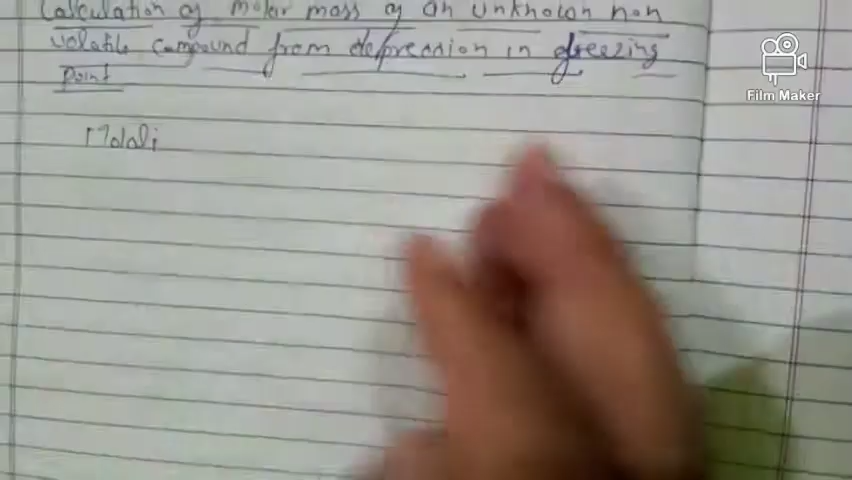 Calculation of molar mass of an unknown non
volatile compound from depression in freezing
point
Molali
Film Maker